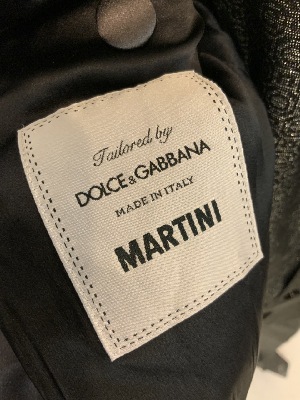 Tailored by
DOLCE & GABBANA
MADE IN ITALY
MARTINI